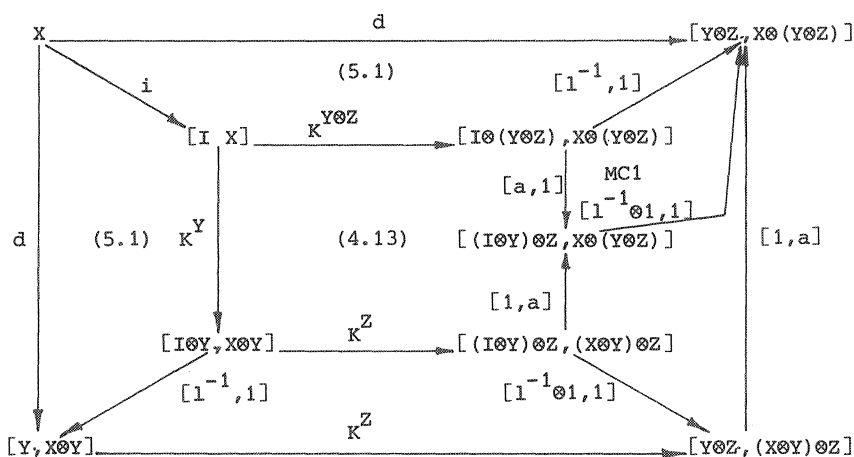 d
X [Y⊗Z,X⊗(Y⊗Z)]
(5.1)
i [l⁻¹,1]
K^{Y⊗Z}
[I X] [I⊗(Y⊗Z),X⊗(Y⊗Z)]
[a,1] MC1
[l⁻¹⊗1,1]
d (5.1) K^Y (4.13) [(I⊗Y)⊗Z,X⊗(Y⊗Z)] [1,a]
[1,a]
K^Z
[I⊗Y,X⊗Y] [(I⊗Y)⊗Z,(X⊗Y)⊗Z]
[l⁻¹,1] [l⁻¹⊗1,1]
K^Z
[Y,X⊗Y] [Y⊗Z,(X⊗Y)⊗Z]